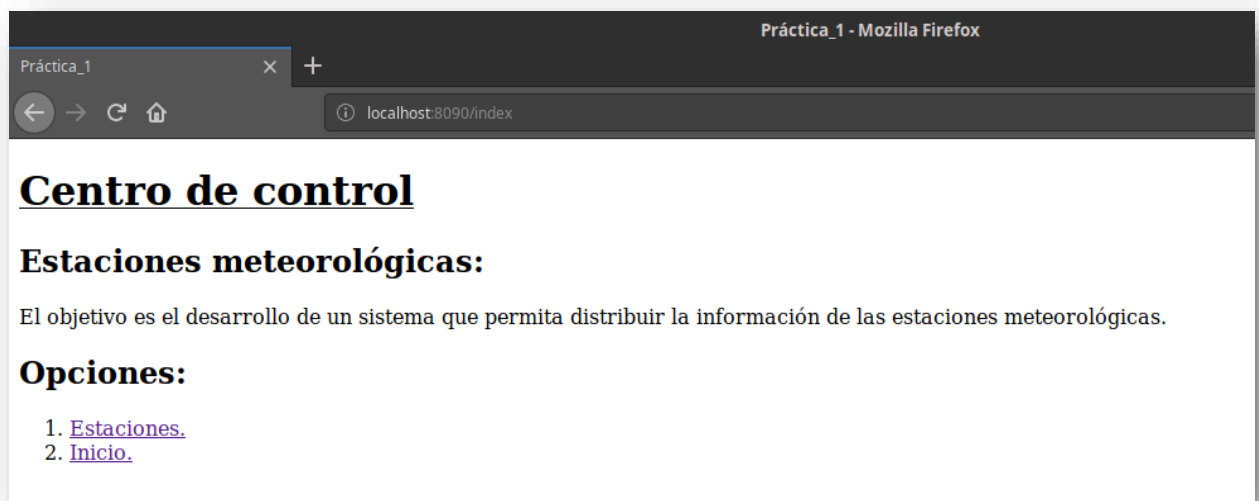 Práctica_1 - Mozilla Firefox
Práctica_1
localhost:8090/index
Centro de control
Estaciones meteorológicas:
El objetivo es el desarrollo de un sistema que permita distribuir la información de las estaciones meteorológicas.
Opciones:
1. Estaciones.
2. Inicio.